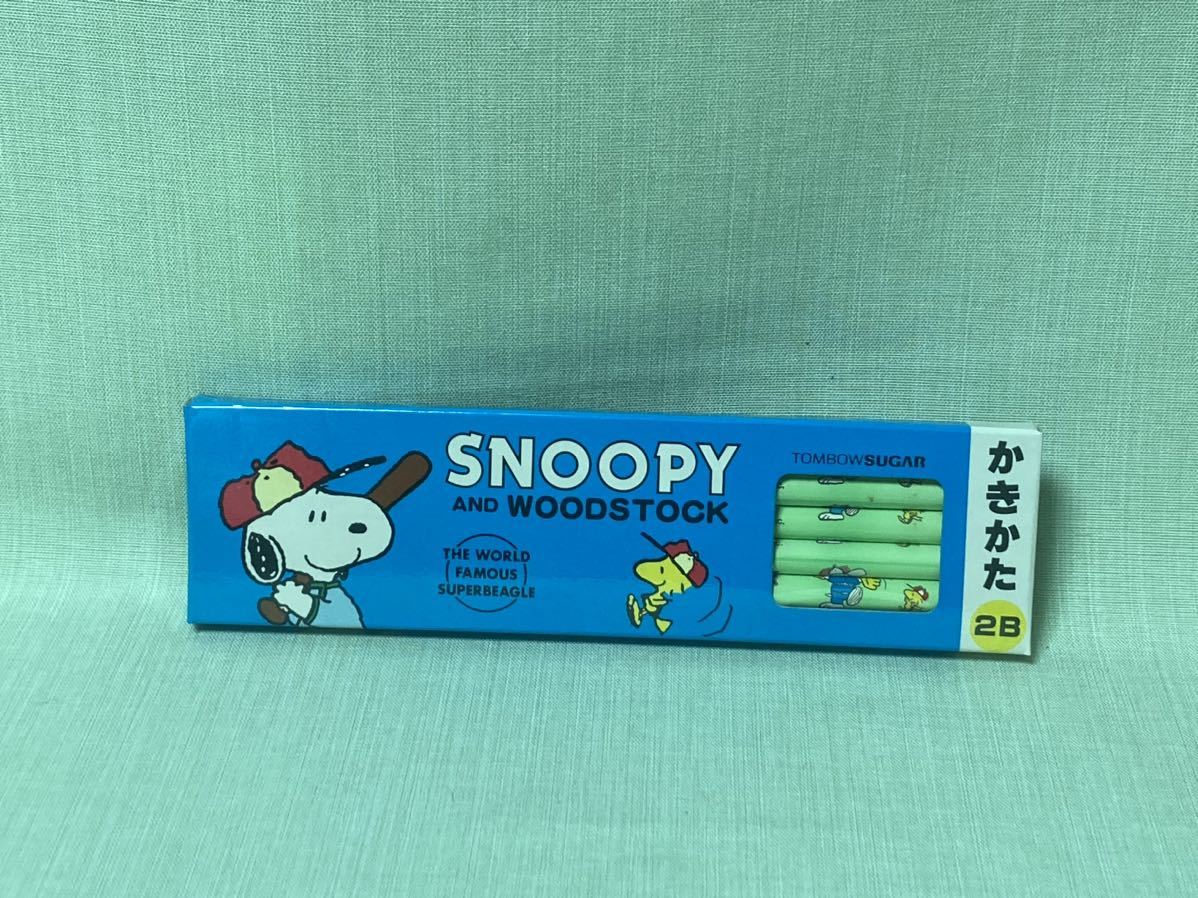 SNOOPY
AND WOODSTOCK
THE WORLD
FAMOUS
SUPERBEAGLE
TOMBOWSUGAR
かきかた
2B